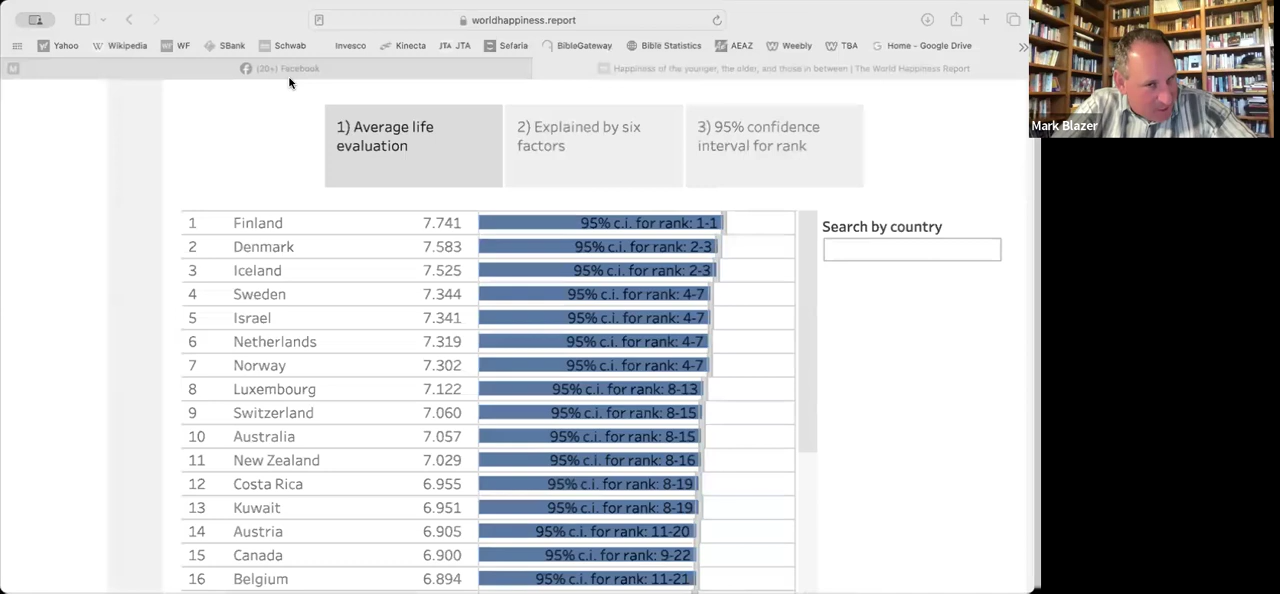 worldhappiness.report
Yahoo Wikipedia WF SBank Schwab Invesco Kinecta JTA JTA Sefaria BibleGateway Bible Statistics AEAZ Weebly TBA Home - Google Drive
(20+) Facebook Happiness of the younger, the older, and those in between | The World Happiness Report
Mark Blazer
1) Average life
evaluation
2) Explained by six
factors
3) 95% confidence
interval for rank
1 Finland 7.741 95% c.i. for rank: 1-1
2 Denmark 7.583 95% c.i. for rank: 2-3
3 Iceland 7.525 95% c.i. for rank: 2-3
4 Sweden 7.344 95% c.i. for rank: 4-7
5 Israel 7.341 95% c.i. for rank: 4-7
6 Netherlands 7.319 95% c.i. for rank: 4-7
7 Norway 7.302 95% c.i. for rank: 4-7
8 Luxembourg 7.122 95% c.i. for rank: 8-13
9 Switzerland 7.060 95% c.i. for rank: 8-15
10 Australia 7.057 95% c.i. for rank: 8-15
11 New Zealand 7.029 95% c.i. for rank: 8-16
12 Costa Rica 6.955 95% c.i. for rank: 8-19
13 Kuwait 6.951 95% c.i. for rank: 8-19
14 Austria 6.905 95% c.i. for rank: 11-20
15 Canada 6.900 95% c.i. for rank: 9-22
16 Belgium 6.894 95% c.i. for rank: 11-21
Search by country